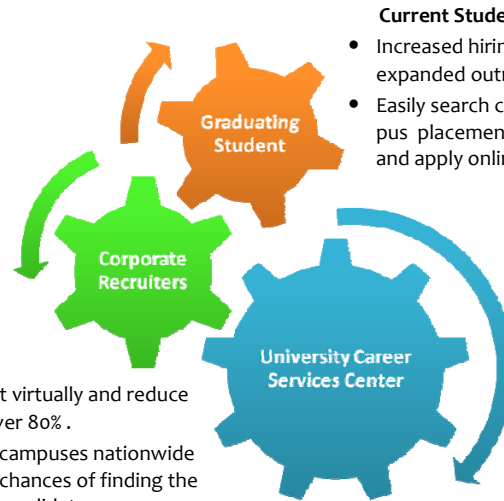 Current Stude
• Increased hirin
expanded outr
• Easily search c
pus placemen
and apply onlin
Graduating
Student
Corporate
Recruiters
University Career
Services Center
t virtually and reduce
ver 80% .
campuses nationwide
chances of finding the